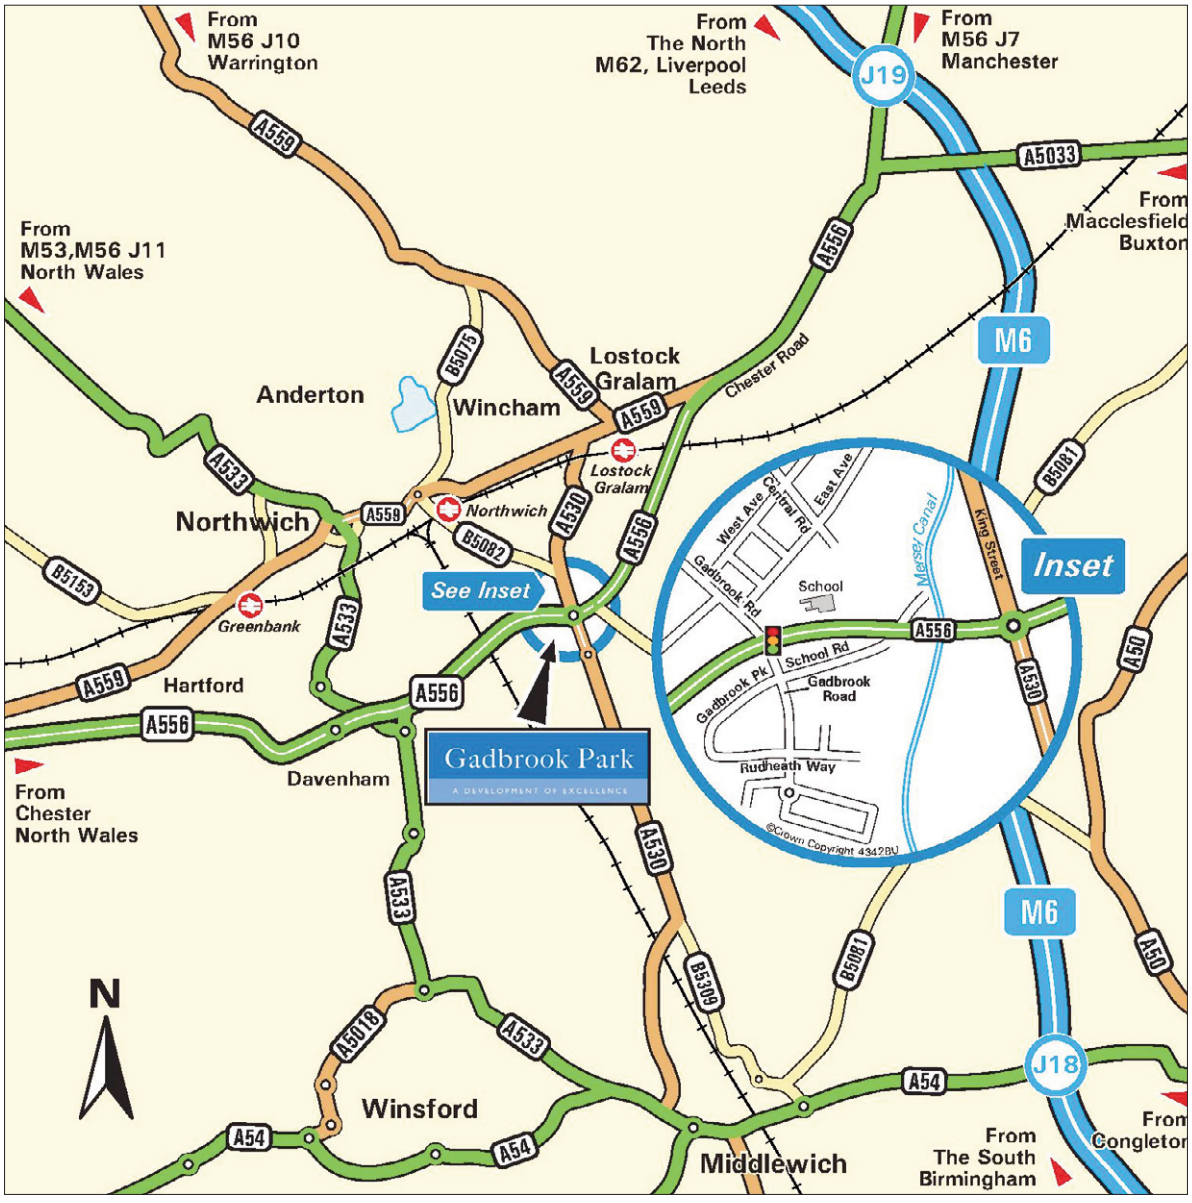 From
M56 J10
Warrington
From
The North
M62, Liverpool
Leeds
J19
From
M56 J7
Manchester
A559
A5033
From
Macclesfield
Buxton
From
M53,M56 J11
North Wales
A556
M6
B5075
Lostock
Gralam
Chester Road
Anderton
Wincham
A559
A559
A533
Lostock
Gralam
B5081
Northwich
A559
Northwich
A530
A556
B5082
B5153
See Inset
Greenbank
A533
A559
Hartford
A556
A556
Davenham
From
Chester
North Wales
Gadbrook Park
A DEVELOPMENT OF EXCELLENCE
West Ave
Central Rd
East Ave
Mersey Canal
King Street
Inset
Gadbrook Rd
School
A556
School Rd
Gadbrook Pk
Gadbrook
Road
A530
A50
Rudheath Way
©Crown Copyright 4342BU
A530
A533
M6
A50
B5081
B5309
N
A5018
A533
J18
A54
Winsford
A54
A54
Middlewich
From
The South
Birmingham
From
Congleton